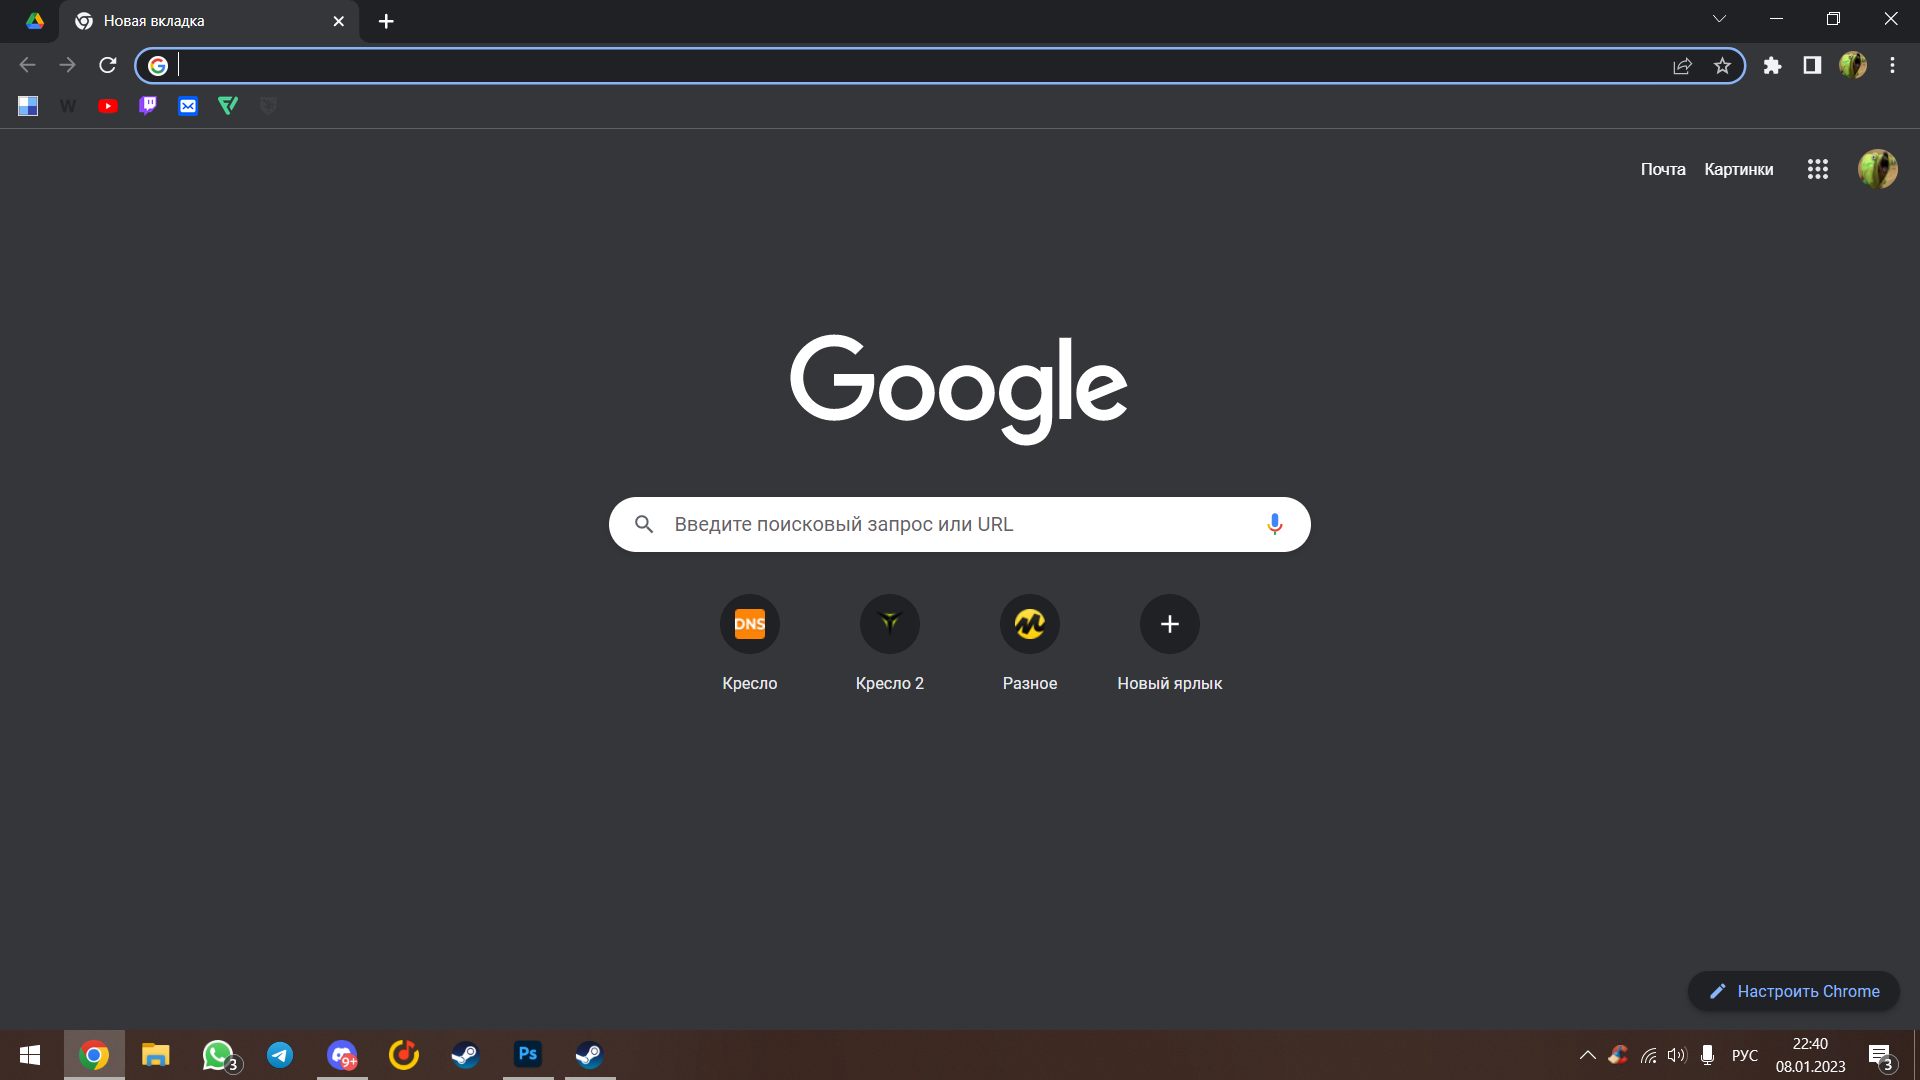 Новая вкладка
W
Почта Картинки
Google
Введите поисковый запрос или URL
DNS
Кресло Кресло 2 Разное Новый ярлык
Настроить Chrome
3
9+
Ps
РУС
22:40
08.01.2023
3